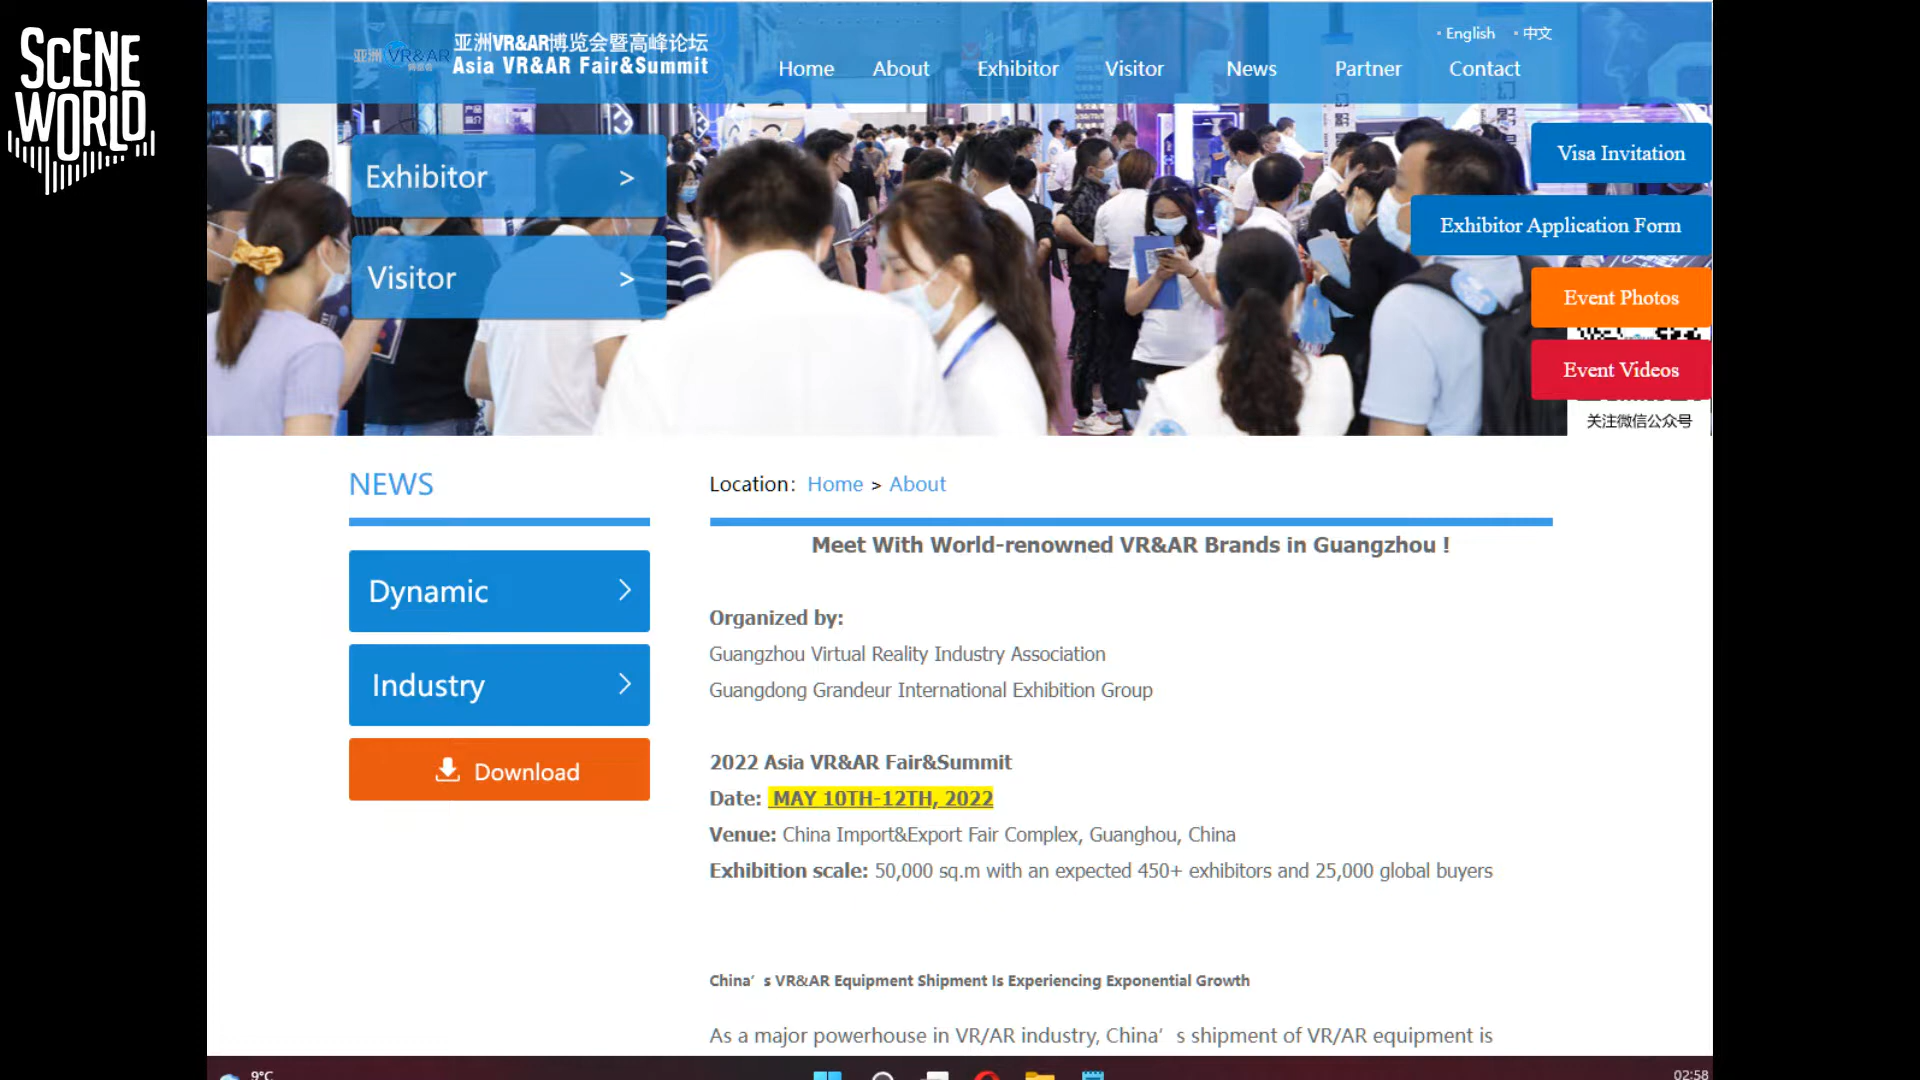 SCENE
WORLD
English
中文
亚洲VR&AR博览会暨高峰论坛
Asia VR&AR Fair&Summit
亚洲 VR&AR
博览会
Home
About
Exhibitor
Visitor
News
Partner
Contact
Exhibitor >
Visitor >
Visa Invitation
Exhibitor Application Form
Event Photos
Event Videos
关注微信公众号
NEWS
Dynamic
Industry
Download
Location: Home > About
Meet With World-renowned VR&AR Brands in Guangzhou !
Organized by:
Guangzhou Virtual Reality Industry Association
Guangdong Grandeur International Exhibition Group
2022 Asia VR&AR Fair&Summit
Date: MAY 10TH-12TH, 2022
Venue: China Import&Export Fair Complex, Guanghou, China
Exhibition scale: 50,000 sq.m with an expected 450+ exhibitors and 25,000 global buyers
China’ s VR&AR Equipment Shipment Is Experiencing Exponential Growth
As a major powerhouse in VR/AR industry, China’ s shipment of VR/AR equipment is
9°C
02:58